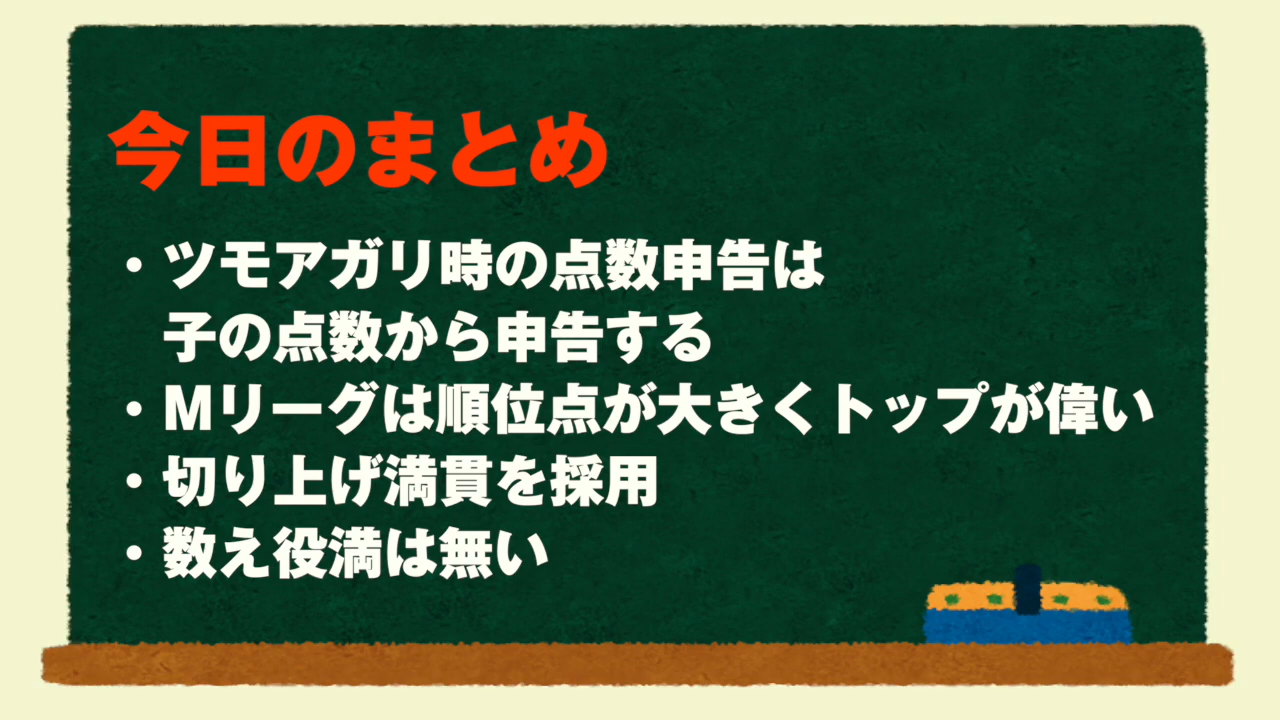 今日のまとめ
・ツモアガリ時の点数申告は
子の点数から申告する
・Mリーグは順位点が大きくトップが偉い
・切り上げ満貫を採用
・数え役満は無い